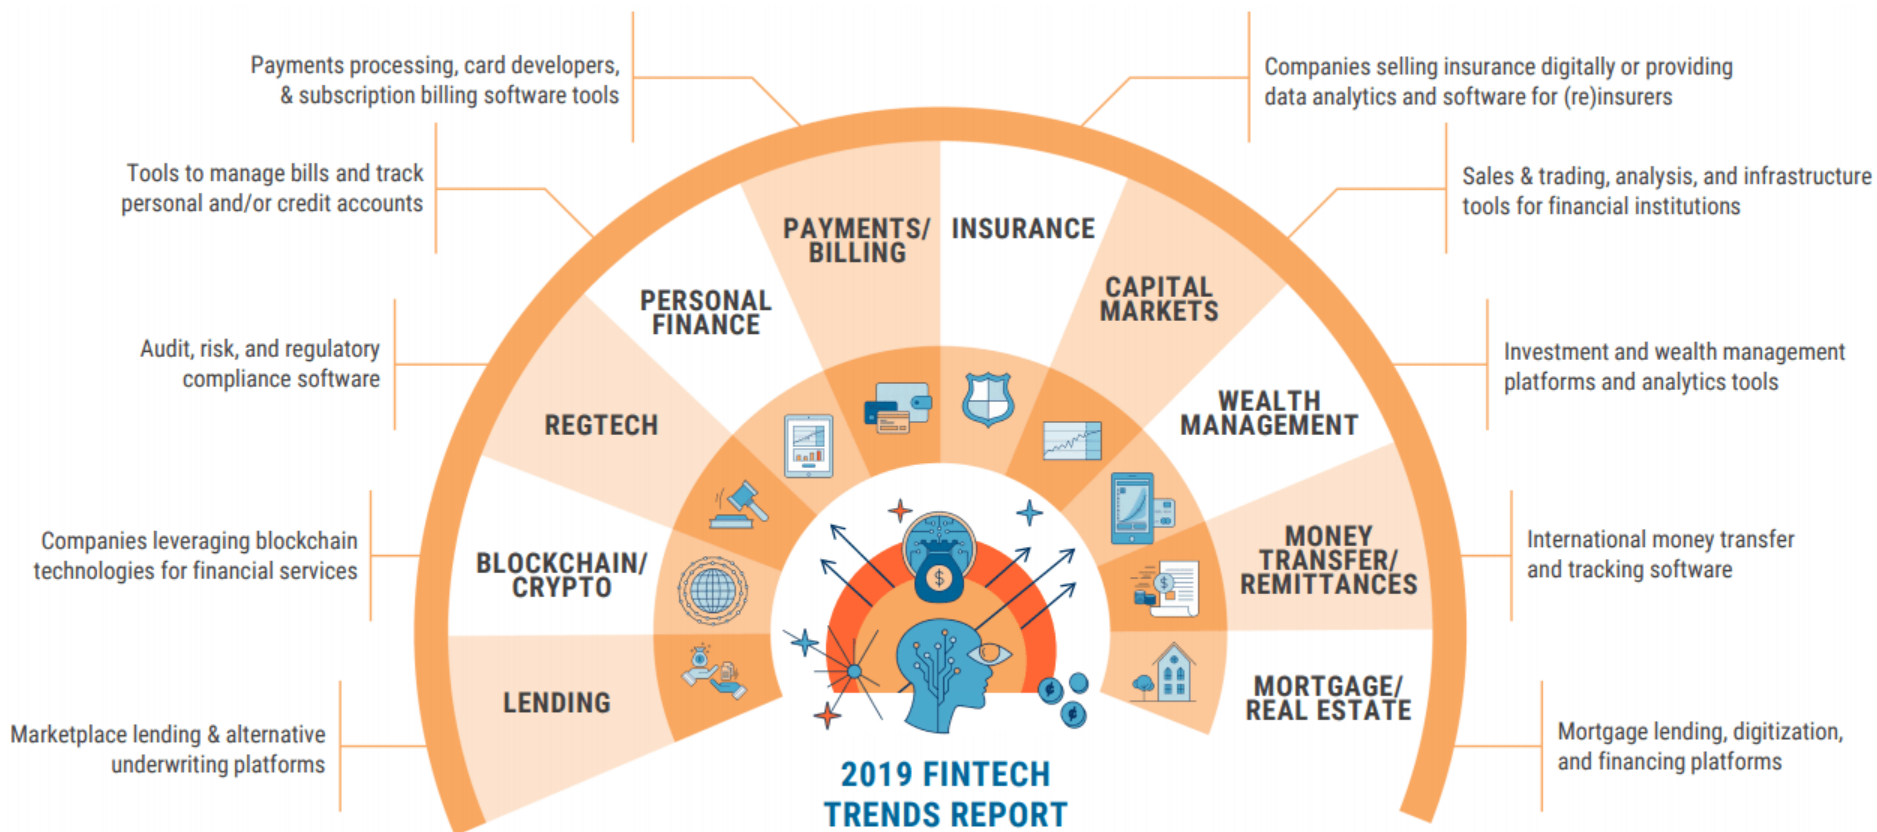 Payments processing, card developers,
& subscription billing software tools
Companies selling insurance digitally or providing
data analytics and software for (re)insurers
Tools to manage bills and track
personal and/or credit accounts
Sales & trading, analysis, and infrastructure
tools for financial institutions
Audit, risk, and regulatory
compliance software
Investment and wealth management
platforms and analytics tools
Companies leveraging blockchain
technologies for financial services
International money transfer
and tracking software
Marketplace lending & alternative
underwriting platforms
Mortgage lending, digitization,
and financing platforms
LENDING
BLOCKCHAIN/
CRYPTO
REGTECH
PERSONAL
FINANCE
PAYMENTS/
BILLING
INSURANCE
CAPITAL
MARKETS
WEALTH
MANAGEMENT
MONEY
TRANSFER/
REMITTANCES
MORTGAGE/
REAL ESTATE
$
2019 FINTECH
TRENDS REPORT